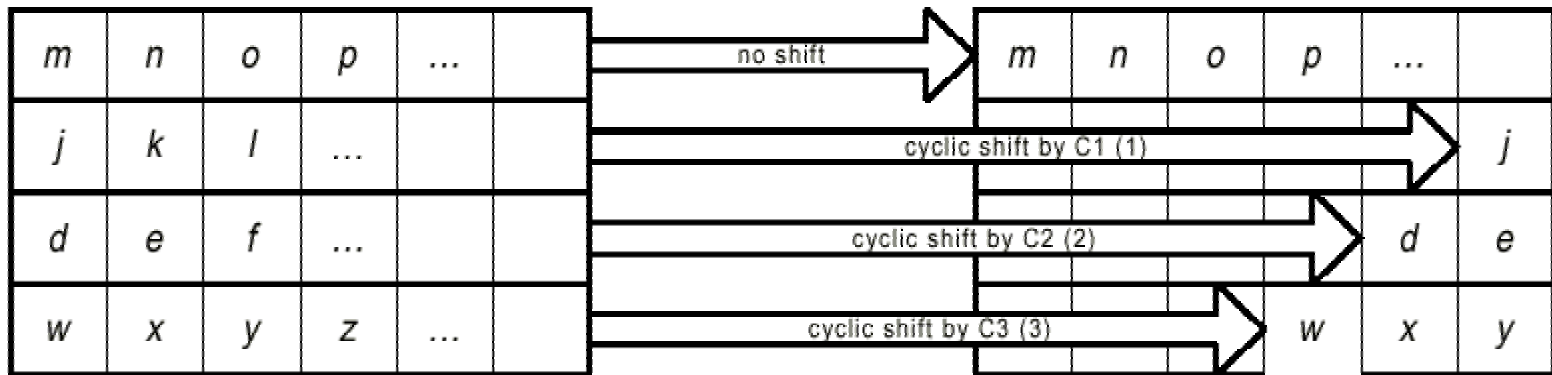 m n o p ... no shift m n o p ...
j k l ... cyclic shift by C1 (1) j
d e f ... cyclic shift by C2 (2) d e
w x y z ... cyclic shift by C3 (3) w x y